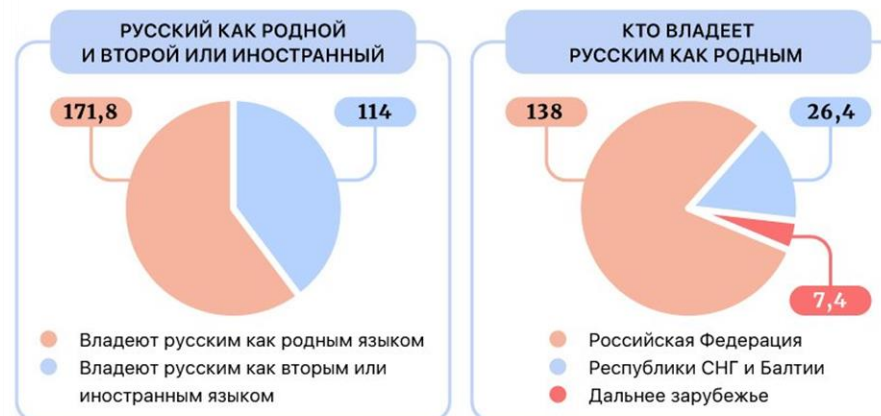 РУССКИЙ КАК РОДНОЙ
И ВТОРОЙ ИЛИ ИНОСТРАННЫЙ
171,8
114
Владеют русским как родным языком
Владеют русским как вторым или
иностранным языком
КТО ВЛАДЕЕТ
РУССКИМ КАК РОДНЫМ
138
26,4
7,4
Российская Федерация
Республики СНГ и Балтии
Дальнее зарубежье